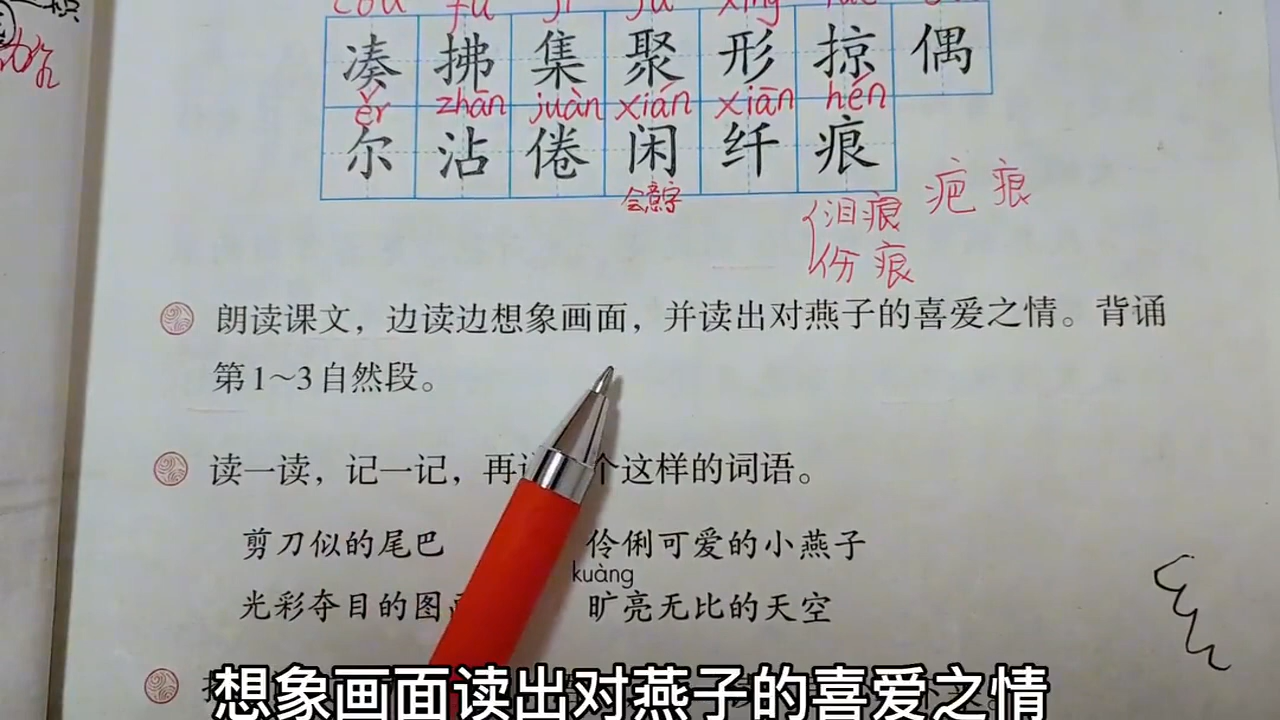 còu fú jí jù xíng
凑 拂 集 聚 形 掠 偶
ěr zhān juàn xián xiān hén
尔 沾 倦 闲 纤 痕
会意字
泪痕 疤痕
伤痕
朗读课文，边读边想象画面，并读出对燕子的喜爱之情。背诵
第1～3自然段。
读一读，记一记，再 个这样的词语。
剪刀似的尾巴 伶俐可爱的小燕子
kuàng
光彩夺目的图 旷亮无比的天空
想象画面读出对燕子的喜爱之情